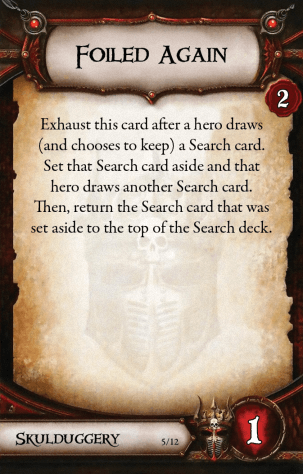 Foiled Again
2
Exhaust this card after a hero draws
(and chooses to keep) a Search card.
Set that Search card aside and that
hero draws another Search card.
Then, return the Search card that was
set aside to the top of the Search deck.
Skulduggery
5/12
1